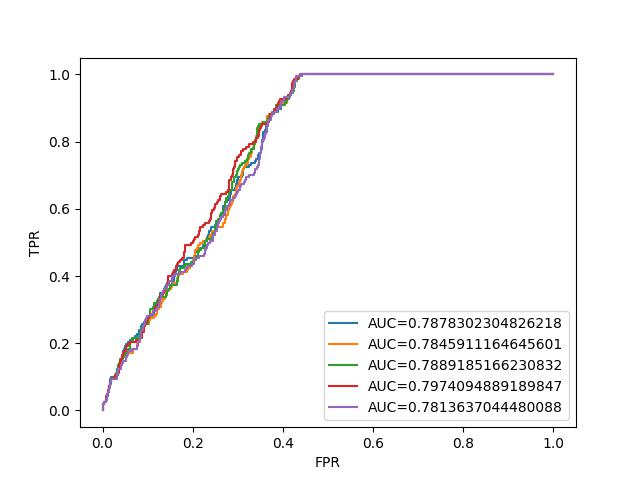 1.0
0.8
0.6
0.4
0.2
0.0
TPR
AUC=0.7878302304826218
AUC=0.7845911164645601
AUC=0.7889185166230832
AUC=0.7974094889189847
AUC=0.7813637044480088
0.0 0.2 0.4 0.6 0.8 1.0
FPR